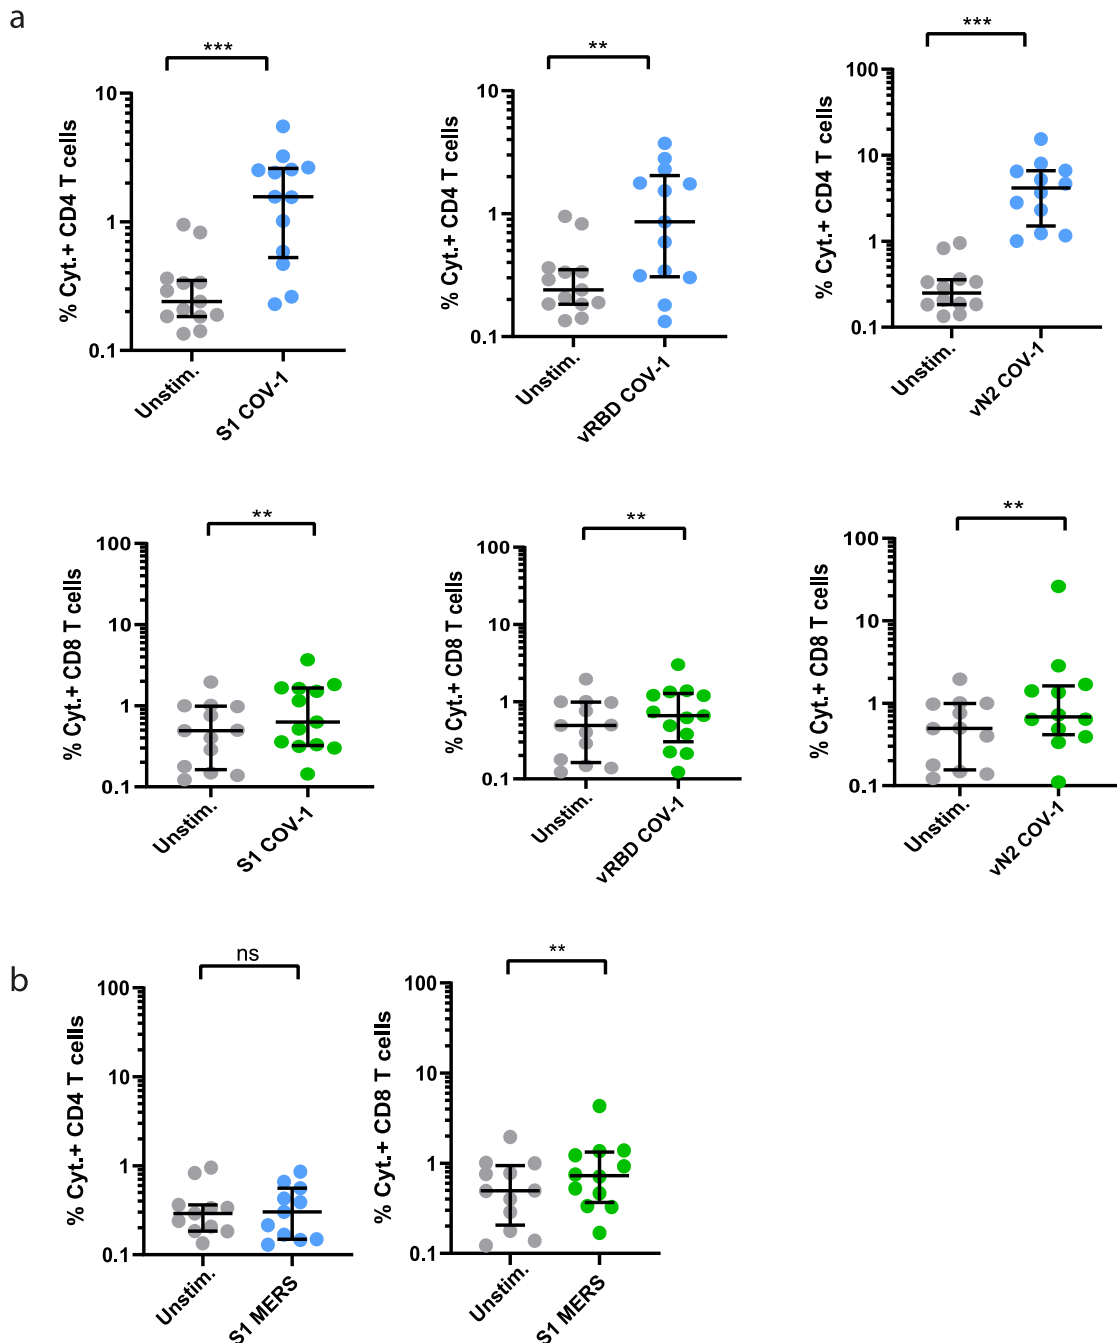 a
***
% Cyt.+ CD4 T cells
10
1
0.1
Unstim.
S1 COV-1
**
% Cyt.+ CD4 T cells
10
1
0.1
Unstim.
vRBD COV-1
***
% Cyt.+ CD4 T cells
100
10
1
0.1
Unstim.
vN2 COV-1
**
% Cyt.+ CD8 T cells
100
10
1
0.1
Unstim.
S1 COV-1
**
% Cyt.+ CD8 T cells
100
10
1
0.1
Unstim.
vRBD COV-1
**
% Cyt.+ CD8 T cells
100
10
1
0.1
Unstim.
vN2 COV-1
b
ns
% Cyt.+ CD4 T cells
100
10
1
0.1
Unstim.
S1 MERS
**
% Cyt.+ CD8 T cells
100
10
1
0.1
Unstim.
S1 MERS